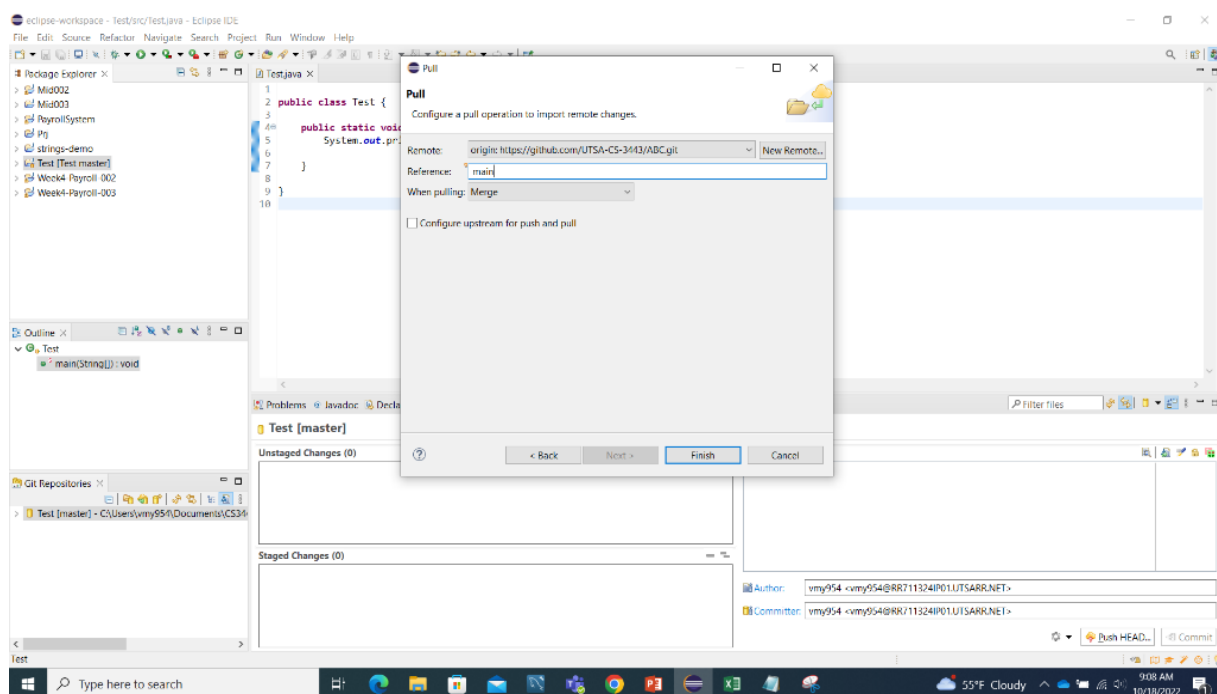 eclipse-workspace - Test/src/Test.java - Eclipse IDE
File Edit Source Refactor Navigate Search Project Run Window Help
Package Explorer
Mid002
Mid003
PayrollSystem
Prj
strings-demo
Test [Test master]
Week4-Payroll-002
Week4-Payroll-003
Outline
Test
main(String[]) : void
Git Repositories
Test [master] - C:\Users\vmy954\Documents\CS34
Test.java
1
2 public class Test {
3
4 public static void
5 System.out.pr
6
7 }
8
9 }
10
Pull
Pull
Configure a pull operation to import remote changes.
Remote: origin: https://github.com/UTSA-CS-3443/ABC.git New Remote...
Reference: main
When pulling: Merge
Configure upstream for push and pull
< Back Next > Finish Cancel
Problems Javadoc Decla
Filter files
Test [master]
Unstaged Changes (0)
Staged Changes (0)
Author: vmy954 <vmy954@RR711324IP01.UTSARR.NET>
Committer: vmy954 <vmy954@RR711324IP01.UTSARR.NET>
Push HEAD... Commit
Test
Type here to search
55°F Cloudy
9:08 AM
10/18/2022